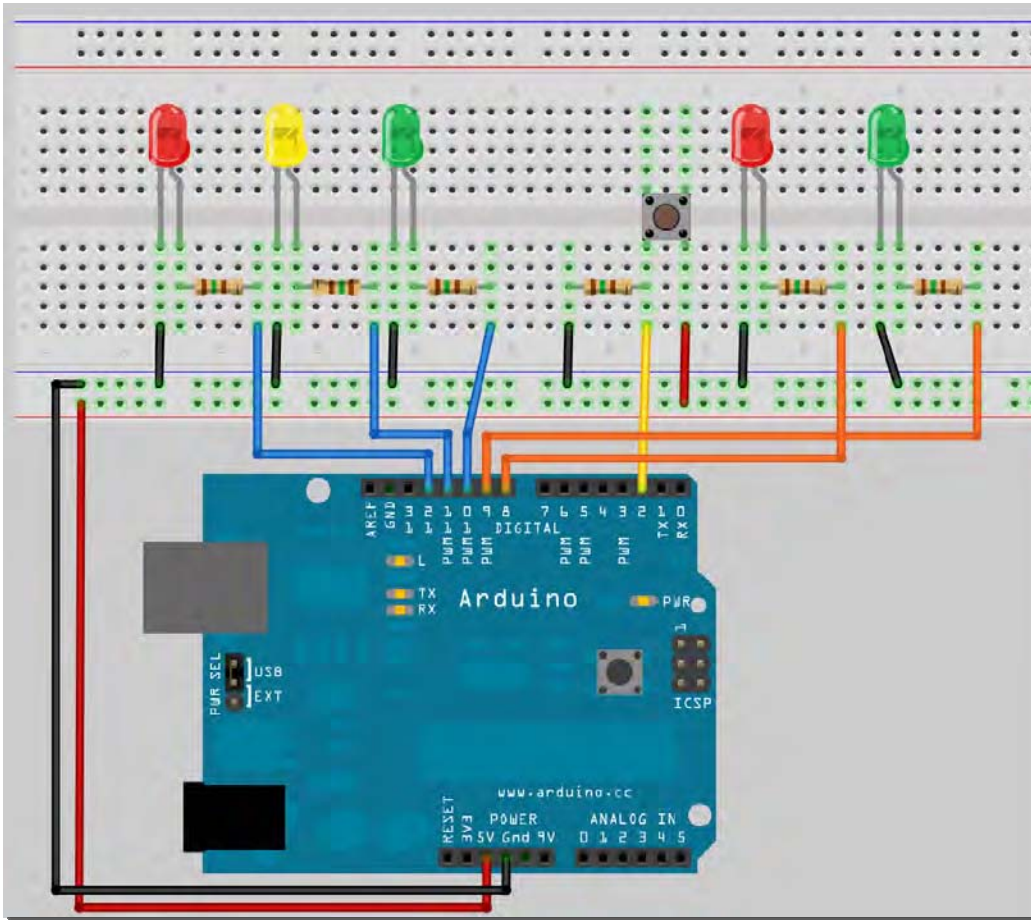 AREF
GND
13
12
PWM 11
PWM 10
PWM 9
8
DIGITAL
7
PWM 6
PWM 5
4
PWM 3
2
TX 1
RX 0
L
TX
RX
Arduino
PWR
1
ICSP
PWR SEL
USB
EXT
www.arduino.cc
POWER
ANALOG IN
RESET
3V3
5V Gnd 9V
0 1 2 3 4 5